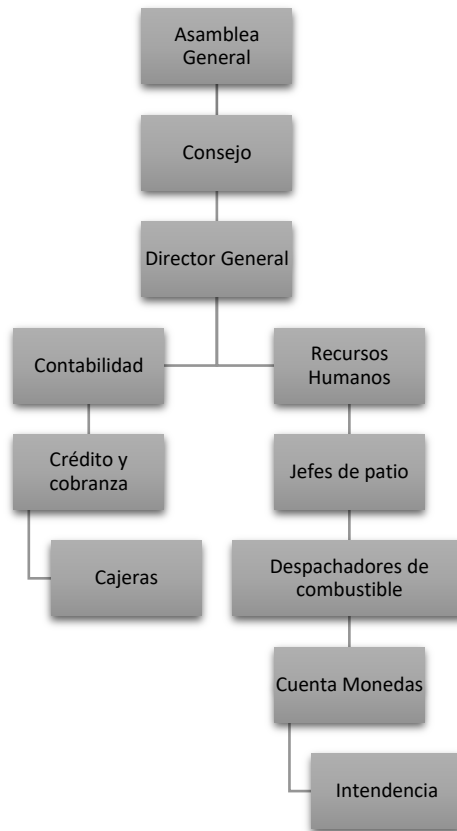 Asamblea
General
Consejo
Director General
Contabilidad
Recursos
Humanos
Crédito y
cobranza
Jefes de patio
Cajeras
Despachadores de
combustible
Cuenta Monedas
Intendencia